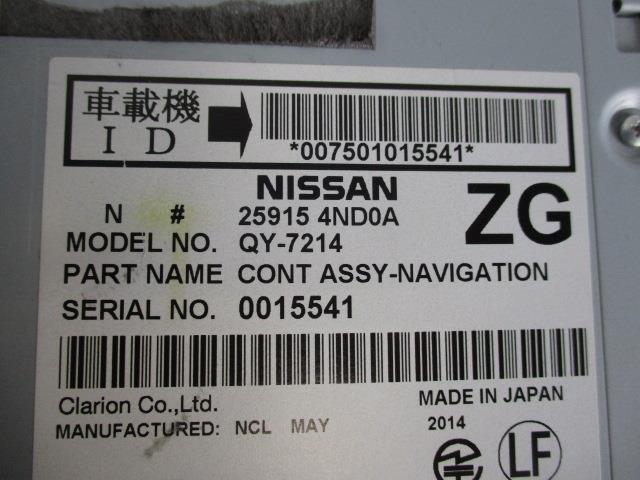 車載機
I D
*007501015541*
NISSAN
N # 25915 4ND0A
ZG
MODEL NO. QY-7214
PART NAME CONT ASSY-NAVIGATION
SERIAL NO. 0015541
Clarion Co.,Ltd.
MADE IN JAPAN
MANUFACTURED: NCL MAY 2014
LF